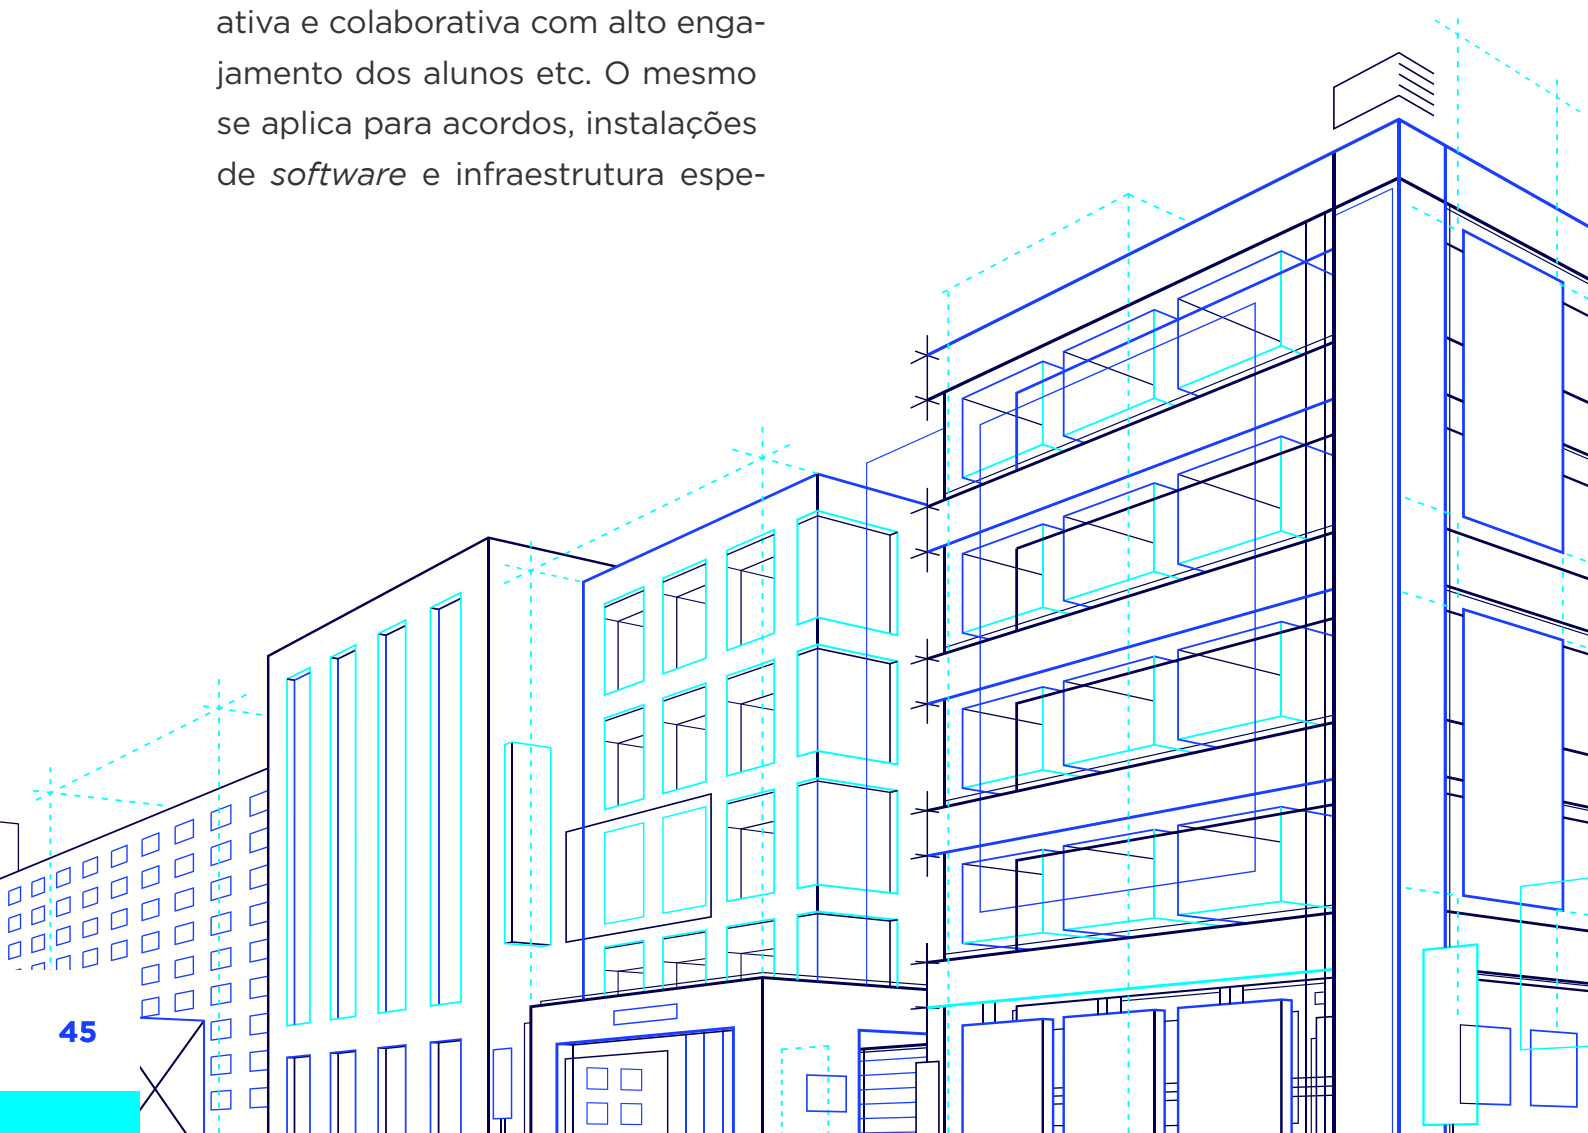 ativa e colaborativa com alto enga-
jamento dos alunos etc. O mesmo
se aplica para acordos, instalações
de software e infraestrutura espe-
45